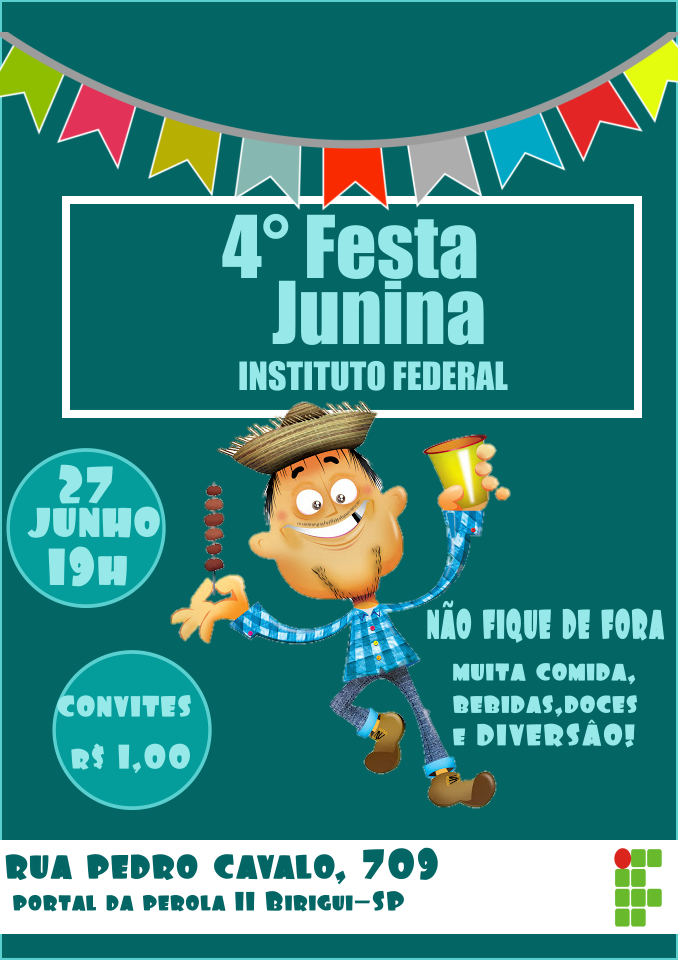 4° Festa
Junina
INSTITUTO FEDERAL
27
JUNHO
19H
NÃO FIQUE DE FORA
MUITA COMIDA,
BEBIDAS,DOCES
E DIVERSÂO!
CONVITES
R$ 1,00
RUA PEDRO CAVALO, 709
PORTAL DA PEROLA II BIRIGUI-SP